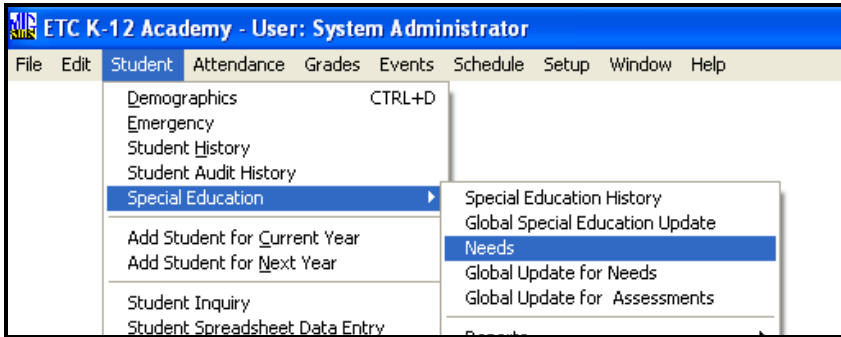 ETC K-12 Academy - User: System Administrator
File Edit Student Attendance Grades Events Schedule Setup Window Help
Demographics CTRL+D
Emergency
Student History
Student Audit History
Special Education
Add Student for Current Year
Add Student for Next Year
Student Inquiry
Student Spreadsheet Data Entry
Special Education History
Global Special Education Update
Needs
Global Update for Needs
Global Update for Assessments
Reports